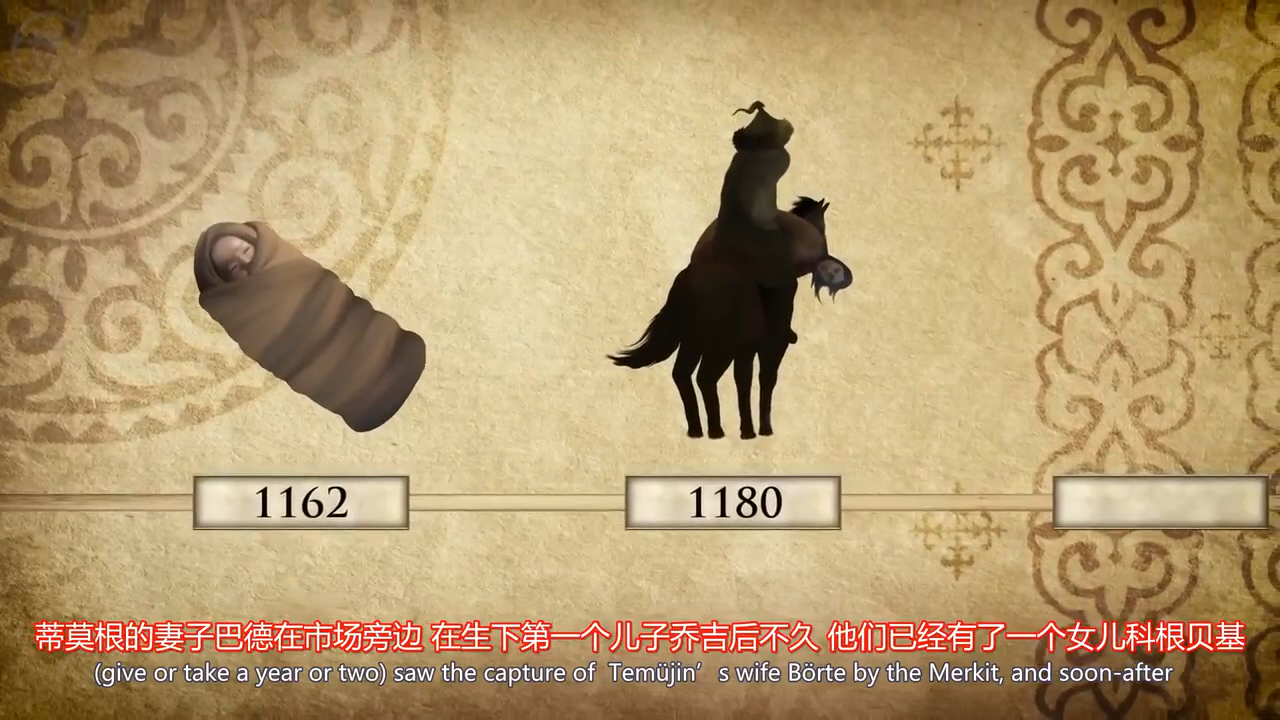 1162
1180
蒂莫根的妻子巴德在市场旁边 在生下第一个儿子乔吉后不久 他们已经有了一个女儿科根贝基
(give or take a year or two) saw the capture of Temüjin's wife Börte by the Merkit, and soon-after